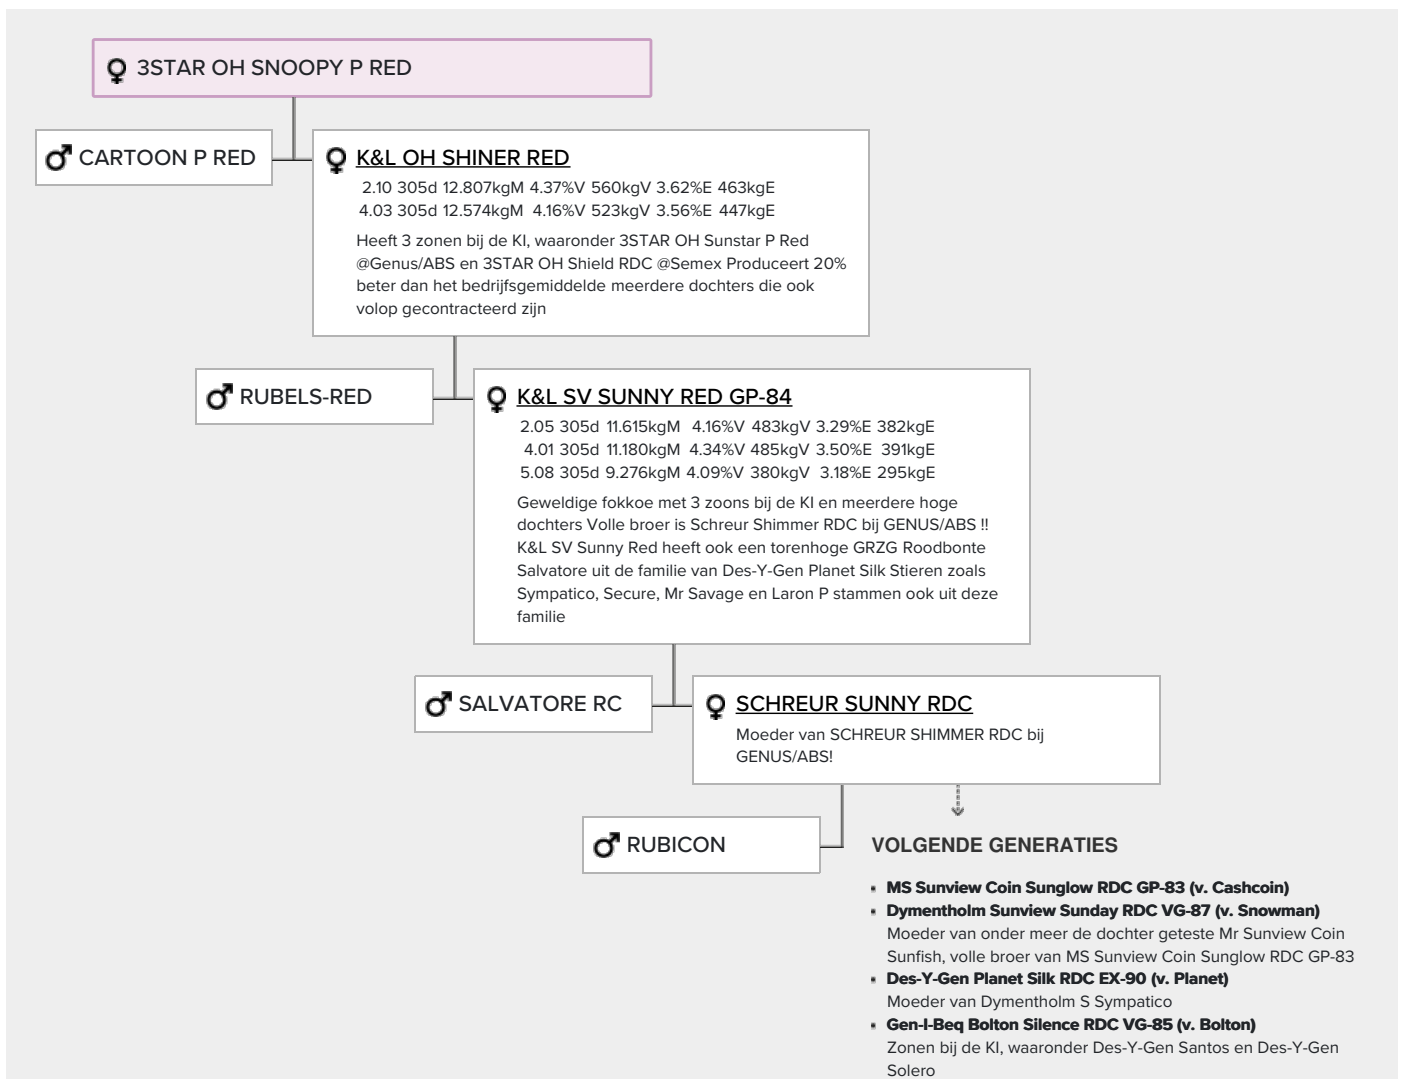 3STAR OH SNOOPY P RED
CARTOON P RED
K&L OH SHINER RED
2.10 305d 12.807kgM 4.37%V 560kgV 3.62%E 463kgE
4.03 305d 12.574kgM 4.16%V 523kgV 3.56%E 447kgE
Heeft 3 zonen bij de KI, waaronder 3STAR OH Sunstar P Red
@Genus/ABS en 3STAR OH Shield RDC @Semex Produceert 20%
beter dan het bedrijfsgemiddelde meerdere dochters die ook
volop gecontracteerd zijn
RUBELS-RED
K&L SV SUNNY RED GP-84
2.05 305d 11.615kgM 4.16%V 483kgV 3.29%E 382kgE
4.01 305d 11.180kgM 4.34%V 485kgV 3.50%E 391kgE
5.08 305d 9.276kgM 4.09%V 380kgV 3.18%E 295kgE
Geweldige fokkoe met 3 zoons bij de KI en meerdere hoge
dochters Volle broer is Schreur Shimmer RDC bij GENUS/ABS !!
K&L SV Sunny Red heeft ook een torenhoge GRZG Roodbonte
Salvatore uit de familie van Des-Y-Gen Planet Silk Stieren zoals
Sympatico, Secure, Mr Savage en Laron P stammen ook uit deze
familie
SALVATORE RC
SCHREUR SUNNY RDC
Moeder van SCHREUR SHIMMER RDC bij
GENUS/ABS!
RUBICON
VOLGENDE GENERATIES
MS Sunview Coin Sunglow RDC GP-83 (v. Cashcoin)
Dymentholm Sunview Sunday RDC VG-87 (v. Snowman)
Moeder van onder meer de dochter geteste Mr Sunview Coin
Sunfish, volle broer van MS Sunview Coin Sunglow RDC GP-83
Des-Y-Gen Planet Silk RDC EX-90 (v. Planet)
Moeder van Dymentholm S Sympatico
Gen-I-Beq Bolton Silence RDC VG-85 (v. Bolton)
Zonen bij de KI, waaronder Des-Y-Gen Santos en Des-Y-Gen
Solero